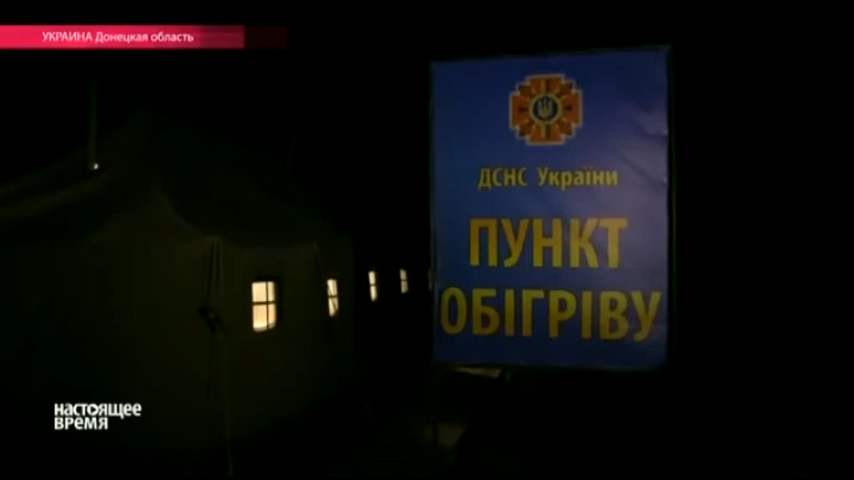 УКРАИНА Донецкая область
ДСНС України
ПУНКТ
ОБІГРІВУ
НАСТОЯЩЕЕ
ВРЕМЯ